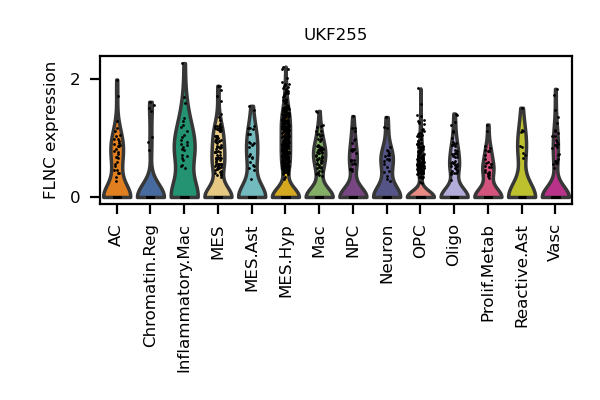 UKF255
FLNC expression
2
0
AC
Chromatin.Reg
Inflammatory.Mac
MES
MES.Ast
MES.Hyp
Mac
NPC
Neuron
OPC
Oligo
Prolif.Metab
Reactive.Ast
Vasc